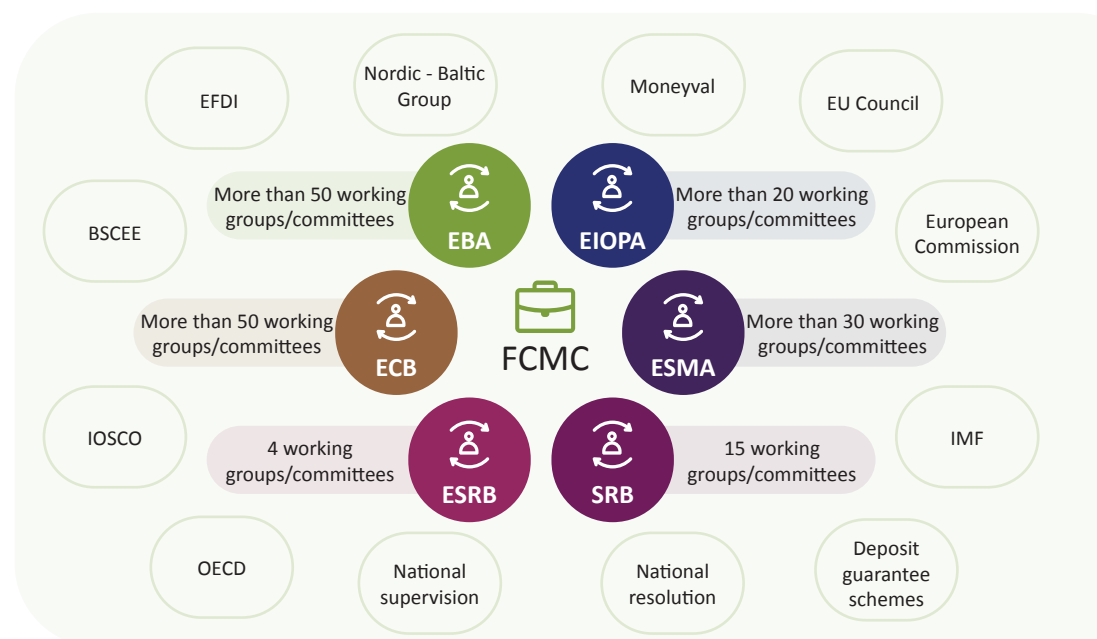 EFDI
Nordic - Baltic
Group
Moneyval
EU Council
More than 50 working
groups/committees
EBA
EIOPA
More than 20 working
groups/committees
BSCEE
European
Commission
More than 50 working
groups/committees
ECB
FCMC
ESMA
More than 30 working
groups/committees
IOSCO
4 working
groups/committees
ESRB
SRB
15 working
groups/committees
IMF
OECD
National
supervision
National
resolution
Deposit
guarantee
schemes